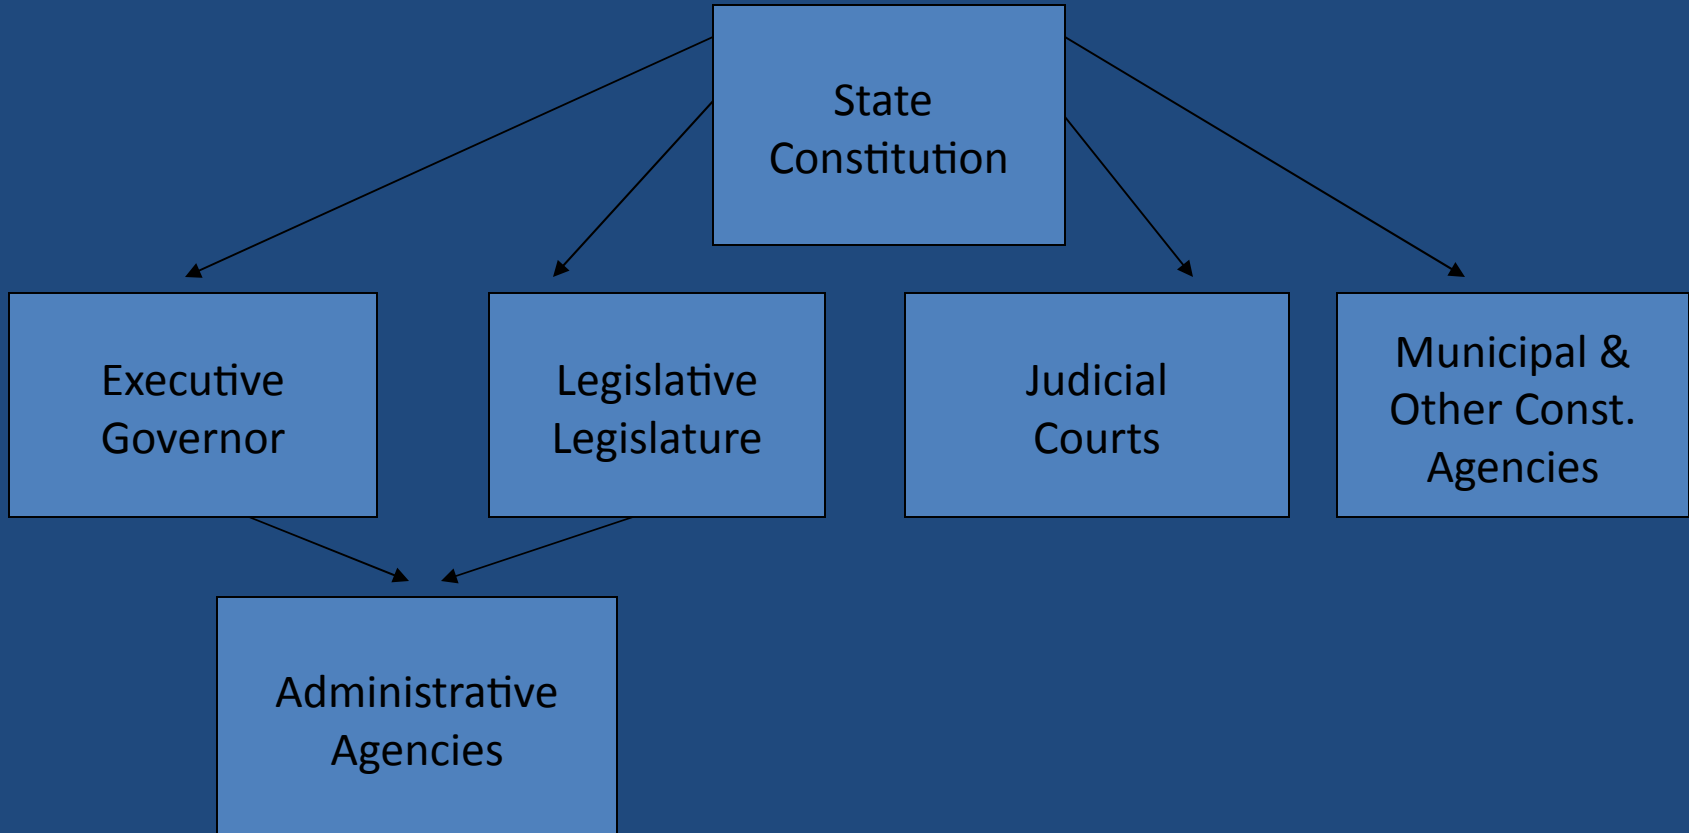 State
Constitution
Executive
Governor
Legislative
Legislature
Judicial
Courts
Municipal &
Other Const.
Agencies
Administrative
Agencies